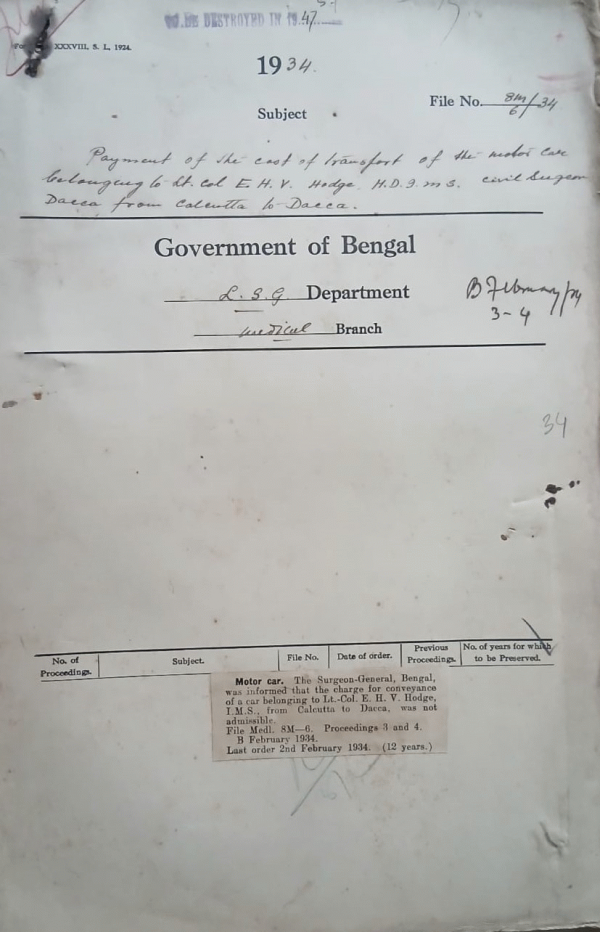 TO BE DESTROYED IN 1947
XXXVIII, S. L., 1924.
1934.
File No. 8M/6/34
Subject
Payment of the cost of transport of the motor car
belonging to Lt. Col E. H. V. Hodge, I.M.S. civil Surgeon
Dacca from Calcutta to Dacca.
Government of Bengal
L. S. G Department
B February/34
3-4
Medical Branch
34
No. of Proceedings. Subject. File No. Date of order. Previous Proceedings. No. of years for which to be Preserved.
Motor car. The Surgeon-General, Bengal,
was informed that the charge for conveyance
of a car belonging to Lt.-Col. E. H. V. Hodge,
I.M.S., from Calcutta to Dacca, was not
admissible.
File Medl. 8M—6. Proceedings 3 and 4.
B February 1934.
Last order 2nd February 1934. (12 years.)